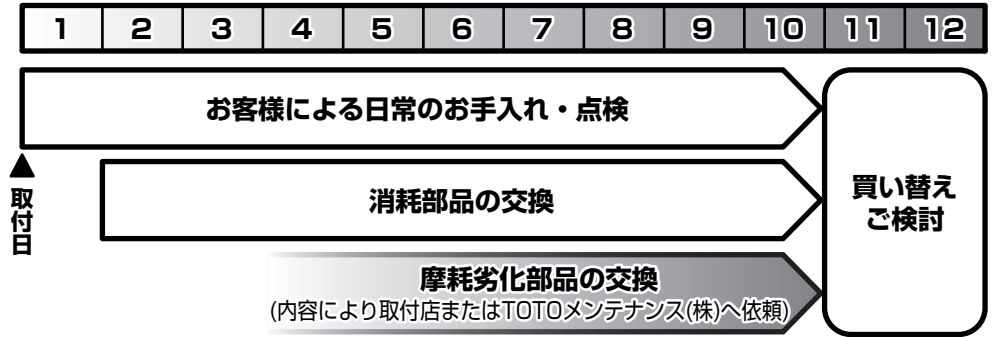 1 2 3 4 5 6 7 8 9 10 11 12
お客様による日常のお手入れ・点検
取付日
消耗部品の交換
買い替え
ご検討
摩耗劣化部品の交換
(内容により取付店またはTOTOメンテナンス(株)へ依頼)